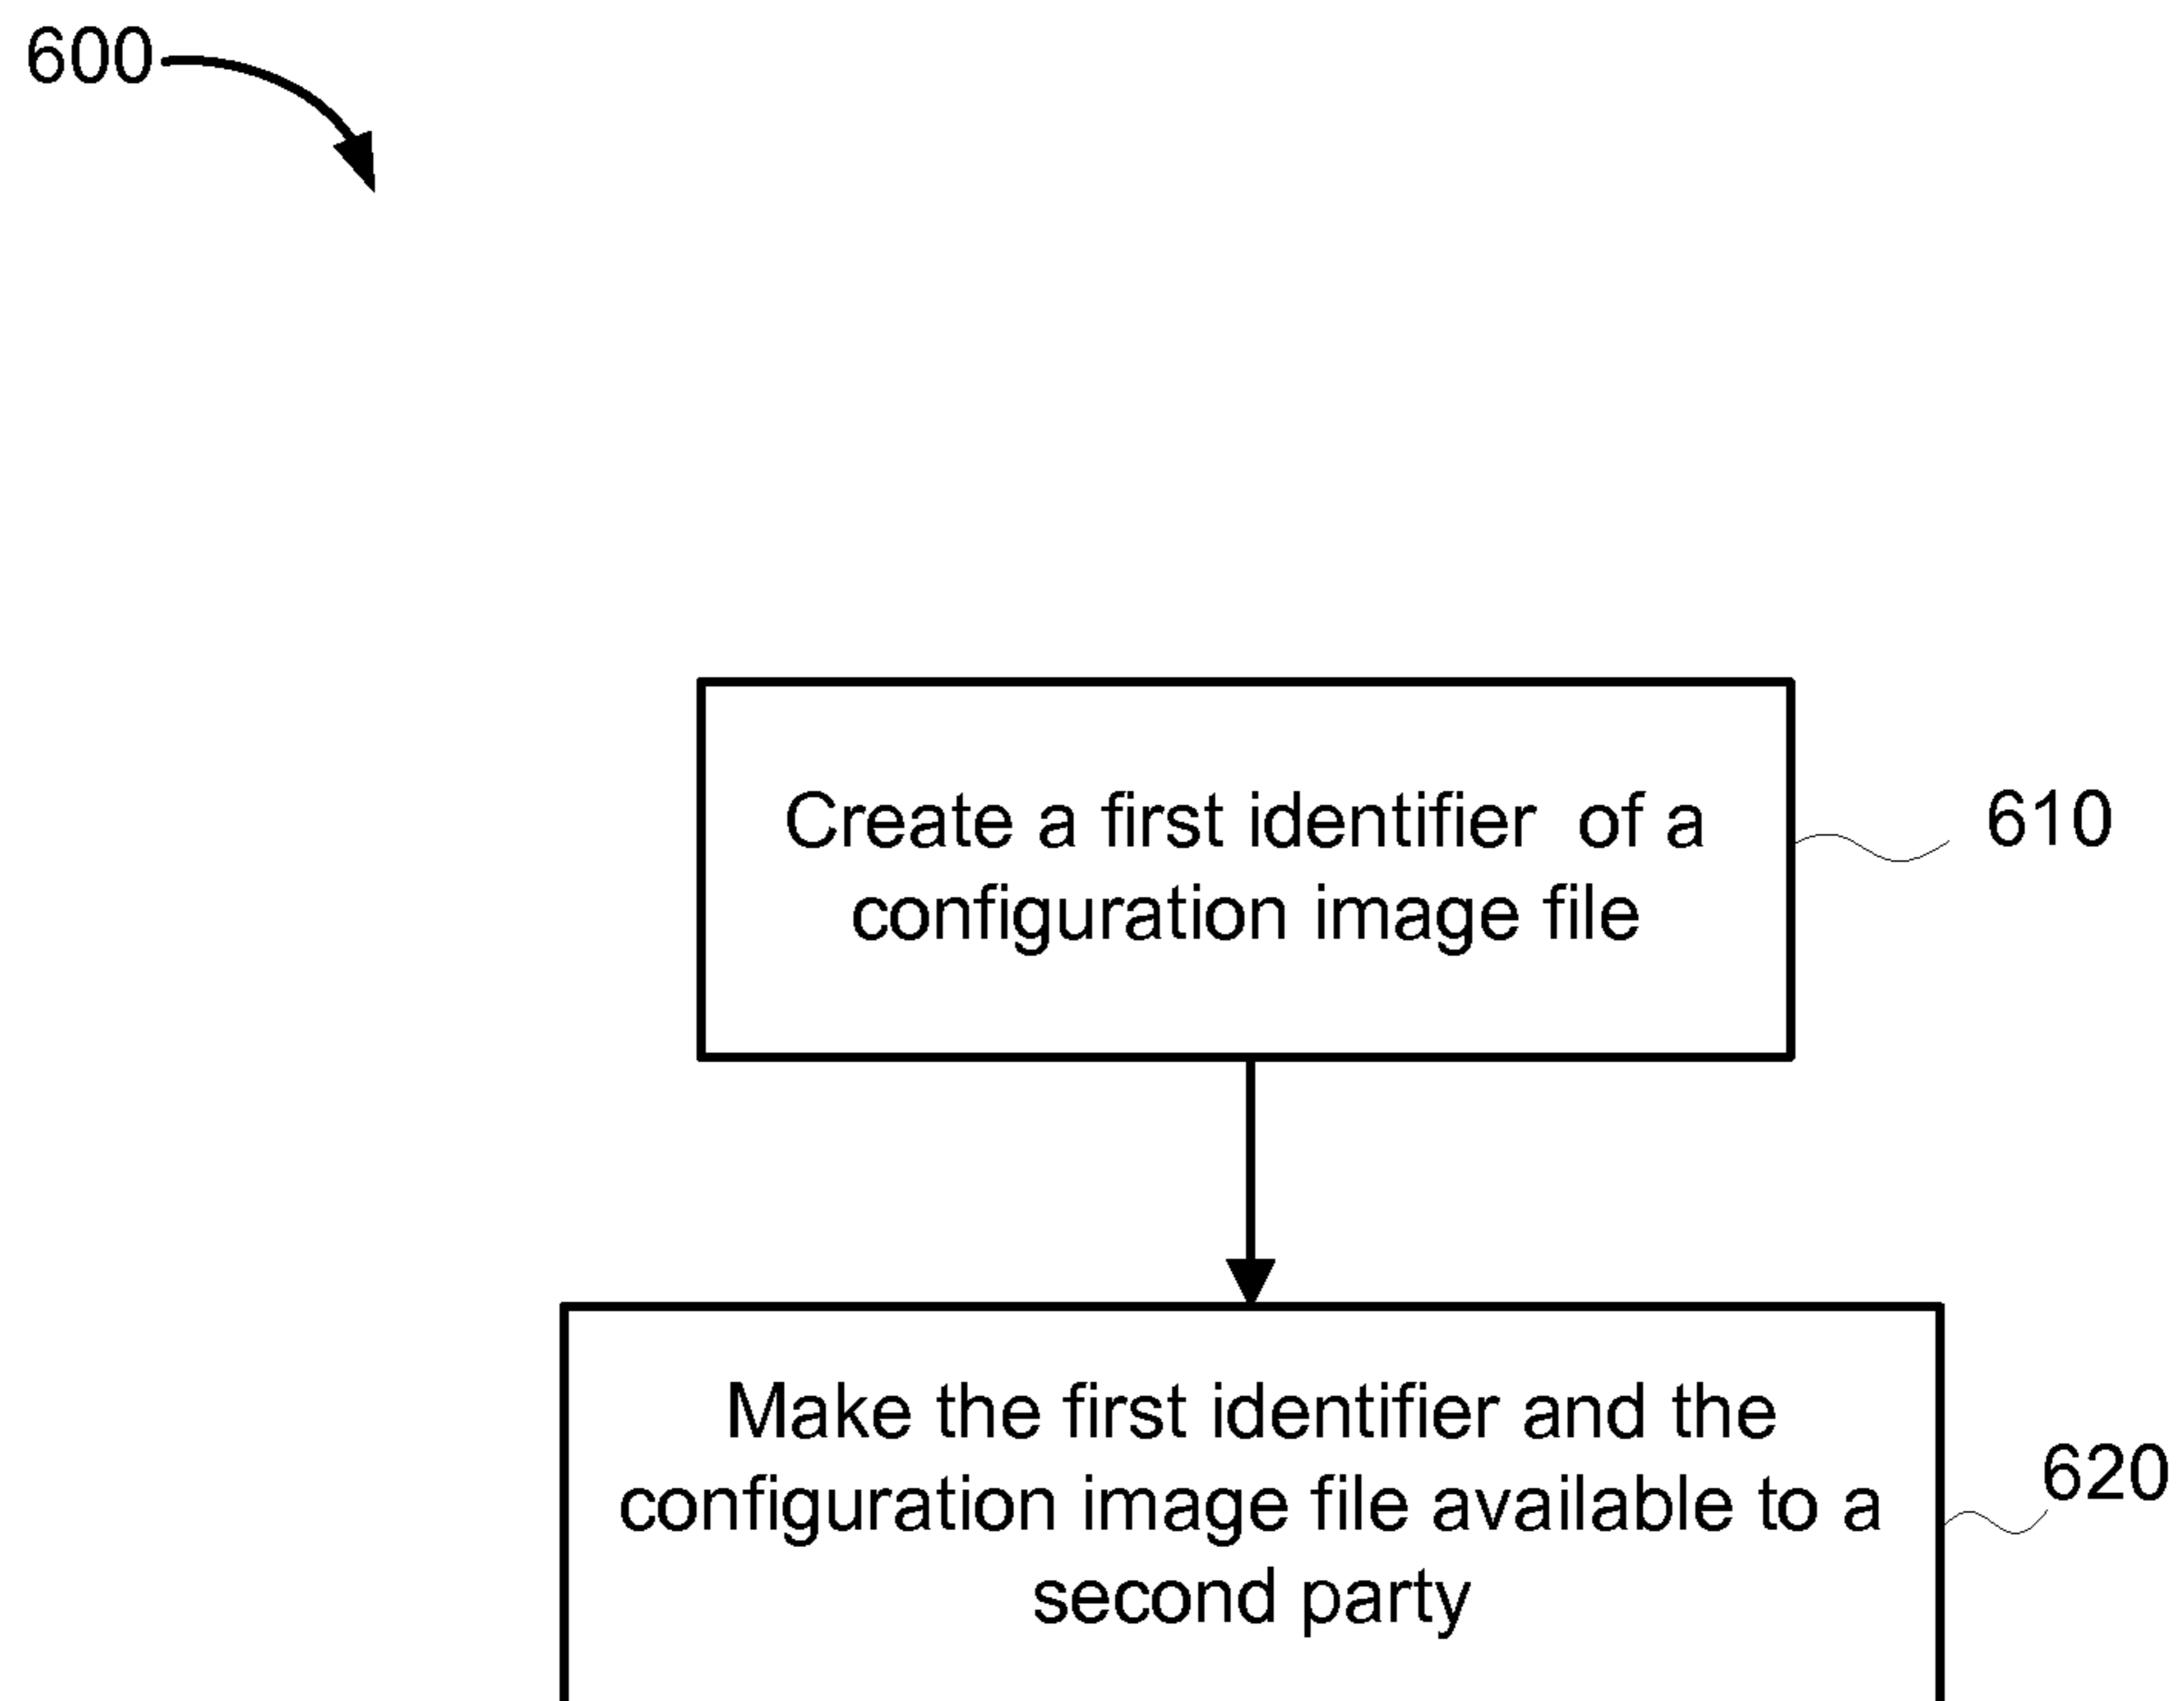 600
Create a first identifier of a
configuration image file
610
Make the first identifier and the
configuration image file available to a
second party
620